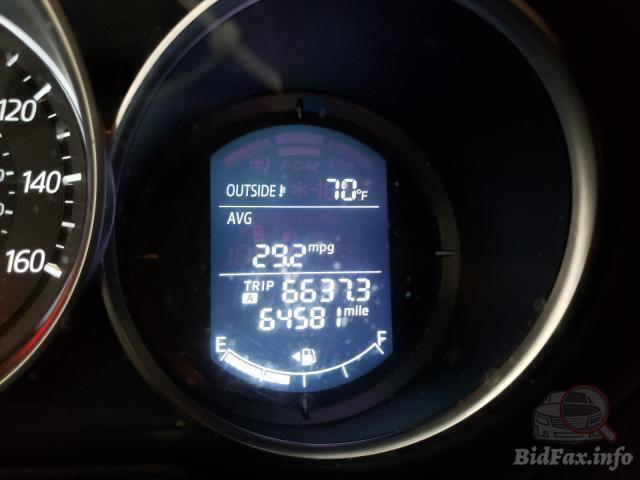 120
140
160
OUTSIDE 70°F
AVG
29.2 mpg
TRIP A 6637.3
64581 mile
E F
BidFax.info